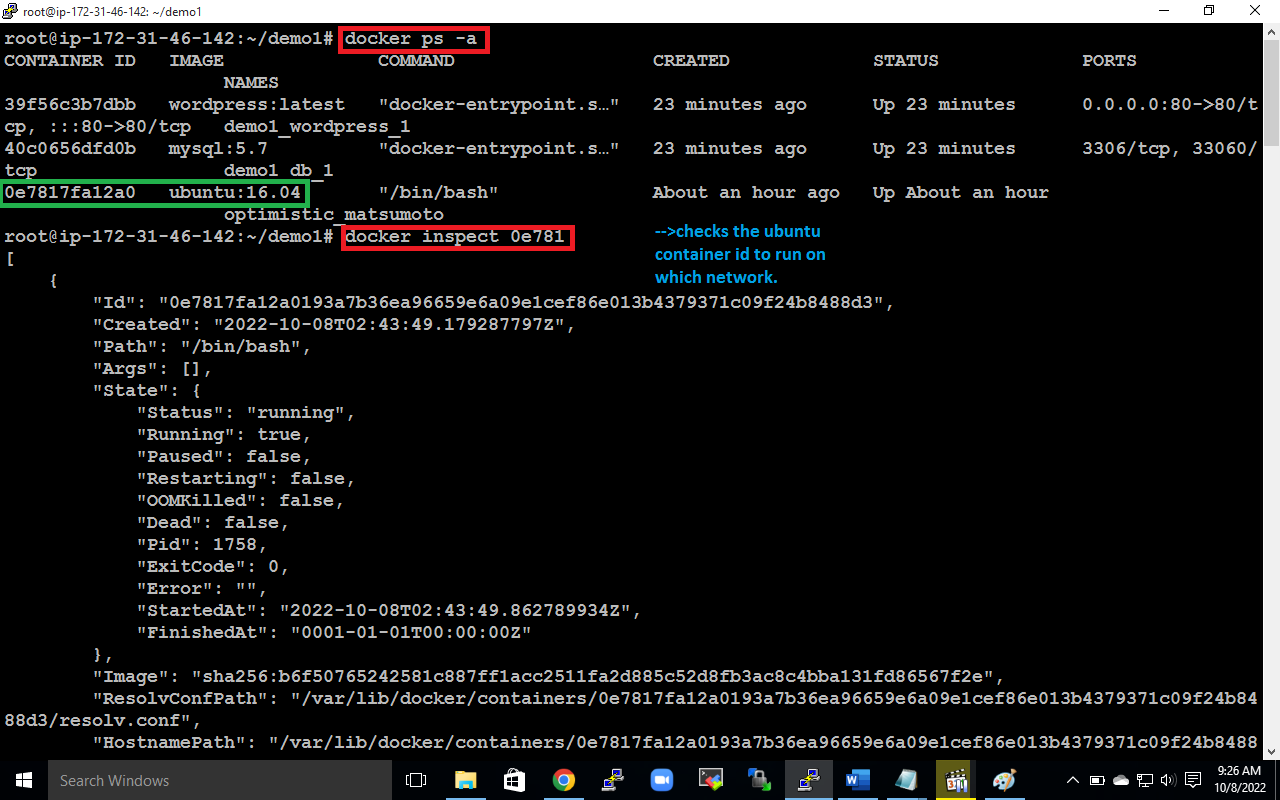 root@ip-172-31-46-142: ~/demo1
root@ip-172-31-46-142:~/demo1# docker ps -a
CONTAINER ID   IMAGE              COMMAND                  CREATED             STATUS             PORTS
                    NAMES
39f56c3b7dbb   wordpress:latest   "docker-entrypoint.s…"   23 minutes ago      Up 23 minutes      0.0.0.0:80->80/t
cp, :::80->80/tcp   demo1_wordpress_1
40c0656dfd0b   mysql:5.7          "docker-entrypoint.s…"   23 minutes ago      Up 23 minutes      3306/tcp, 33060/
tcp                 demo1_db_1
0e7817fa12a0   ubuntu:16.04       "/bin/bash"              About an hour ago   Up About an hour
                    optimistic_matsumoto
root@ip-172-31-46-142:~/demo1# docker inspect 0e781
-->checks the ubuntu
container id to run on
which network.
[
    {
        "Id": "0e7817fa12a0193a7b36ea96659e6a09e1cef86e013b4379371c09f24b8488d3",
        "Created": "2022-10-08T02:43:49.179287797Z",
        "Path": "/bin/bash",
        "Args": [],
        "State": {
            "Status": "running",
            "Running": true,
            "Paused": false,
            "Restarting": false,
            "OOMKilled": false,
            "Dead": false,
            "Pid": 1758,
            "ExitCode": 0,
            "Error": "",
            "StartedAt": "2022-10-08T02:43:49.862789934Z",
            "FinishedAt": "0001-01-01T00:00:00Z"
        },
        "Image": "sha256:b6f50765242581c887ff1acc2511fa2d885c52d8fb3ac8c4bba131fd86567f2e",
        "ResolvConfPath": "/var/lib/docker/containers/0e7817fa12a0193a7b36ea96659e6a09e1cef86e013b4379371c09f24b84
88d3/resolv.conf",
        "HostnamePath": "/var/lib/docker/containers/0e7817fa12a0193a7b36ea96659e6a09e1cef86e013b4379371c09f24b8488
Search Windows
9:26 AM
10/8/2022